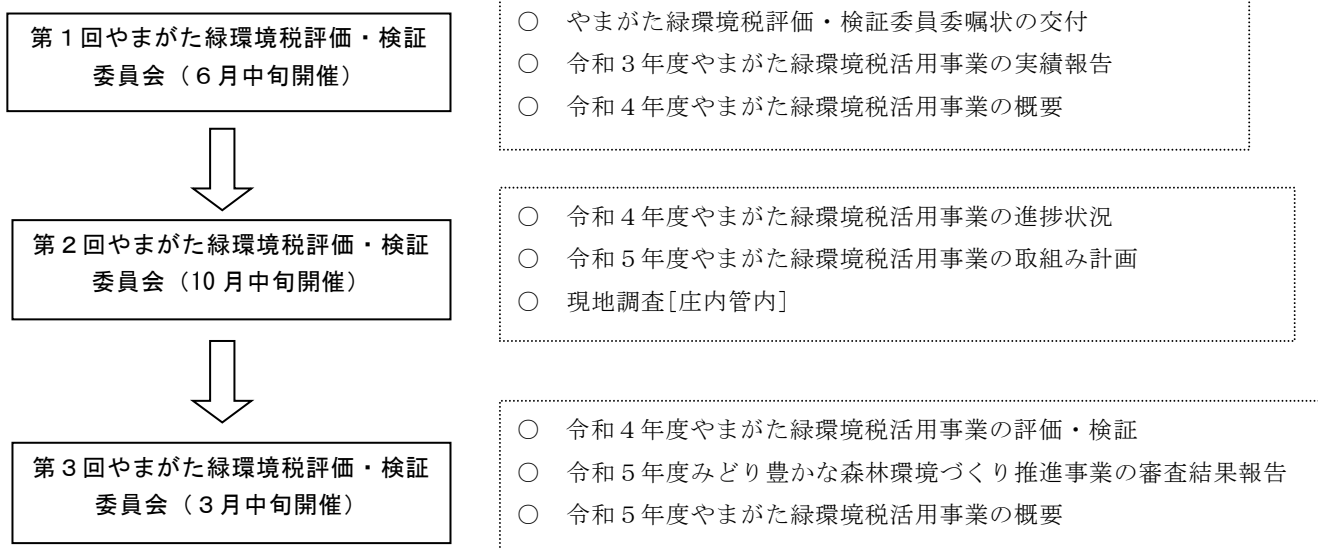 第１回やまがた緑環境税評価・検証
委員会（６月中旬開催）
○　やまがた緑環境税評価・検証委員委嘱状の交付
○　令和３年度やまがた緑環境税活用事業の実績報告
○　令和４年度やまがた緑環境税活用事業の概要
第２回やまがた緑環境税評価・検証
委員会（10 月中旬開催）
○　令和４年度やまがた緑環境税活用事業の進捗状況
○　令和５年度やまがた緑環境税活用事業の取組み計画
○　現地調査[庄内管内]
第３回やまがた緑環境税評価・検証
委員会（３月中旬開催）
○　令和４年度やまがた緑環境税活用事業の評価・検証
○　令和５年度みどり豊かな森林環境づくり推進事業の審査結果報告
○　令和５年度やまがた緑環境税活用事業の概要